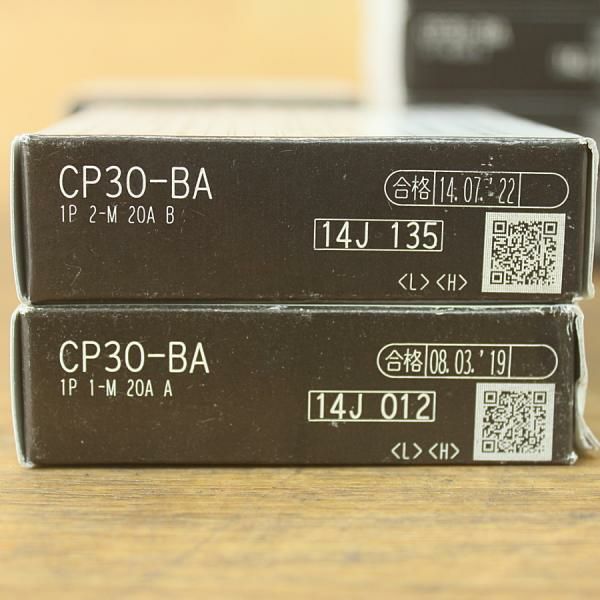 CP30-BA
合格 14.07.'22
1P 2-M 20A B
14J 135
<L> <H>
CP30-BA
合格 08.03.'19
1P 1-M 20A A
14J 012
<L> <H>